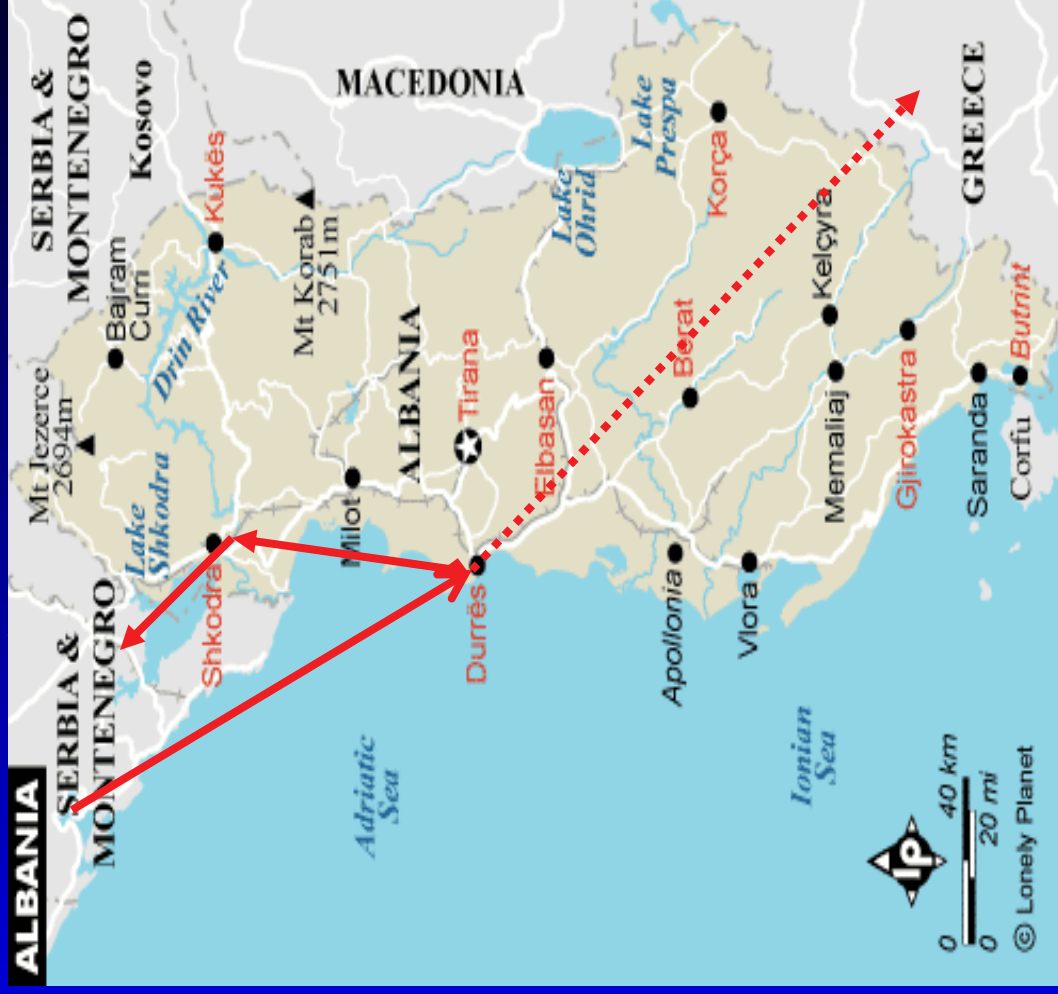 ALBANIA
SERBIA &
MONTENEGRO
Mt Jezerce
2694m
Lake
Shkodra
Shkodra
Bajram
Curri
SERBIA &
MONTENEGRO
Kosovo
Drin River
Kukës
Mt Korab
2751m
MACEDONIA
Milot
ALBANIA
Tirana
Durrës
Elbasan
Lake
Ohrid
Lake
Prespa
Korça
Adriatic
Sea
Berat
Apollonia
Vlora
Kelçyra
Memaliaj
Gjirokastra
GREECE
Ionian
Sea
Saranda
Butrint
Corfu
lP
0 40 km
0 20 mi
© Lonely Planet